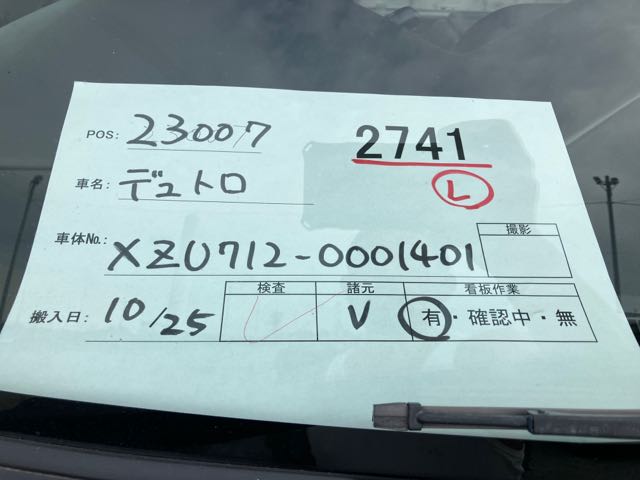 POS: 23007
2741
車名: デュトロ
L
車体No.: XZU712-0001401
撮影
搬入日: 10/25
検査 諸元 看板作業
V 有・確認中・無